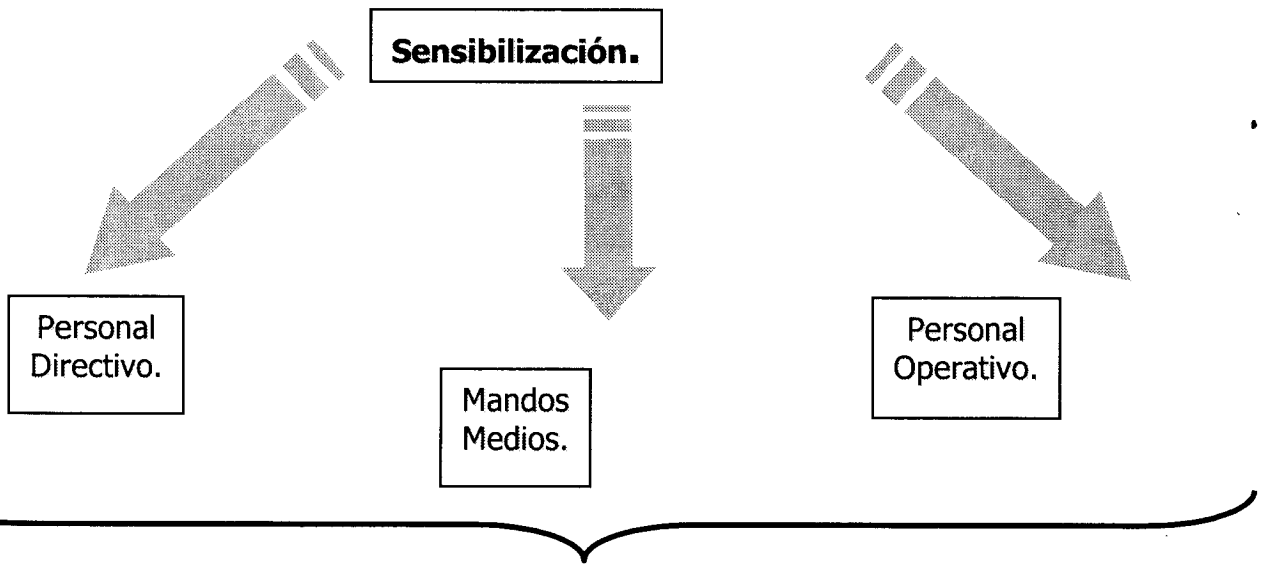 Sensibilización.
Personal
Directivo.
Mandos
Medios.
Personal
Operativo.